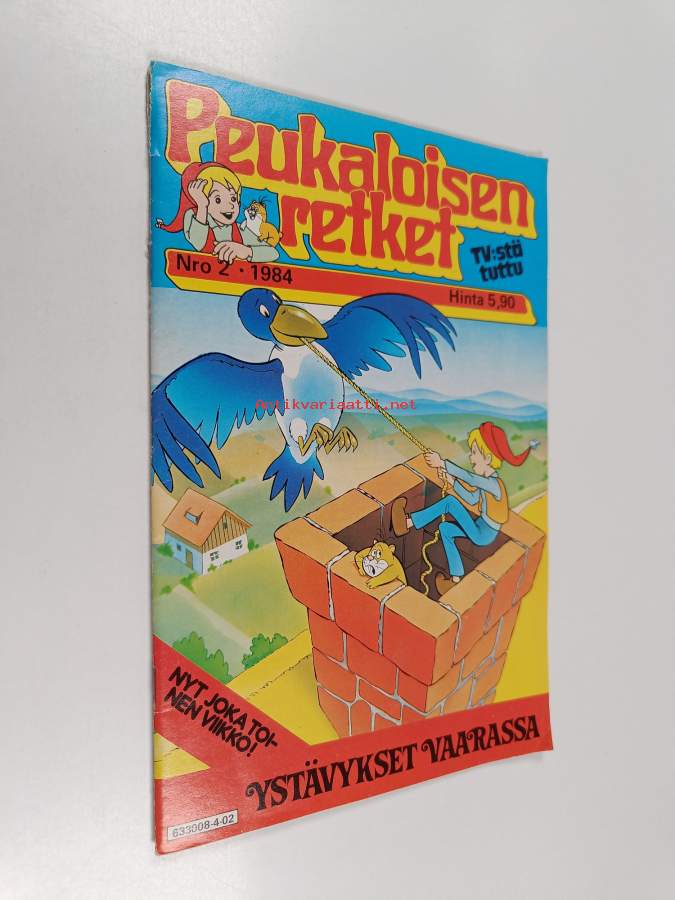 Peukaloisen
retket
TV:stä
tuttu
Nro 2 · 1984
Hinta 5,90
Antikvariaatti.net
NYT JOKA TOI-
NEN VIIKKO!
YSTÄVYKSET VAARASSA
633008-4-02